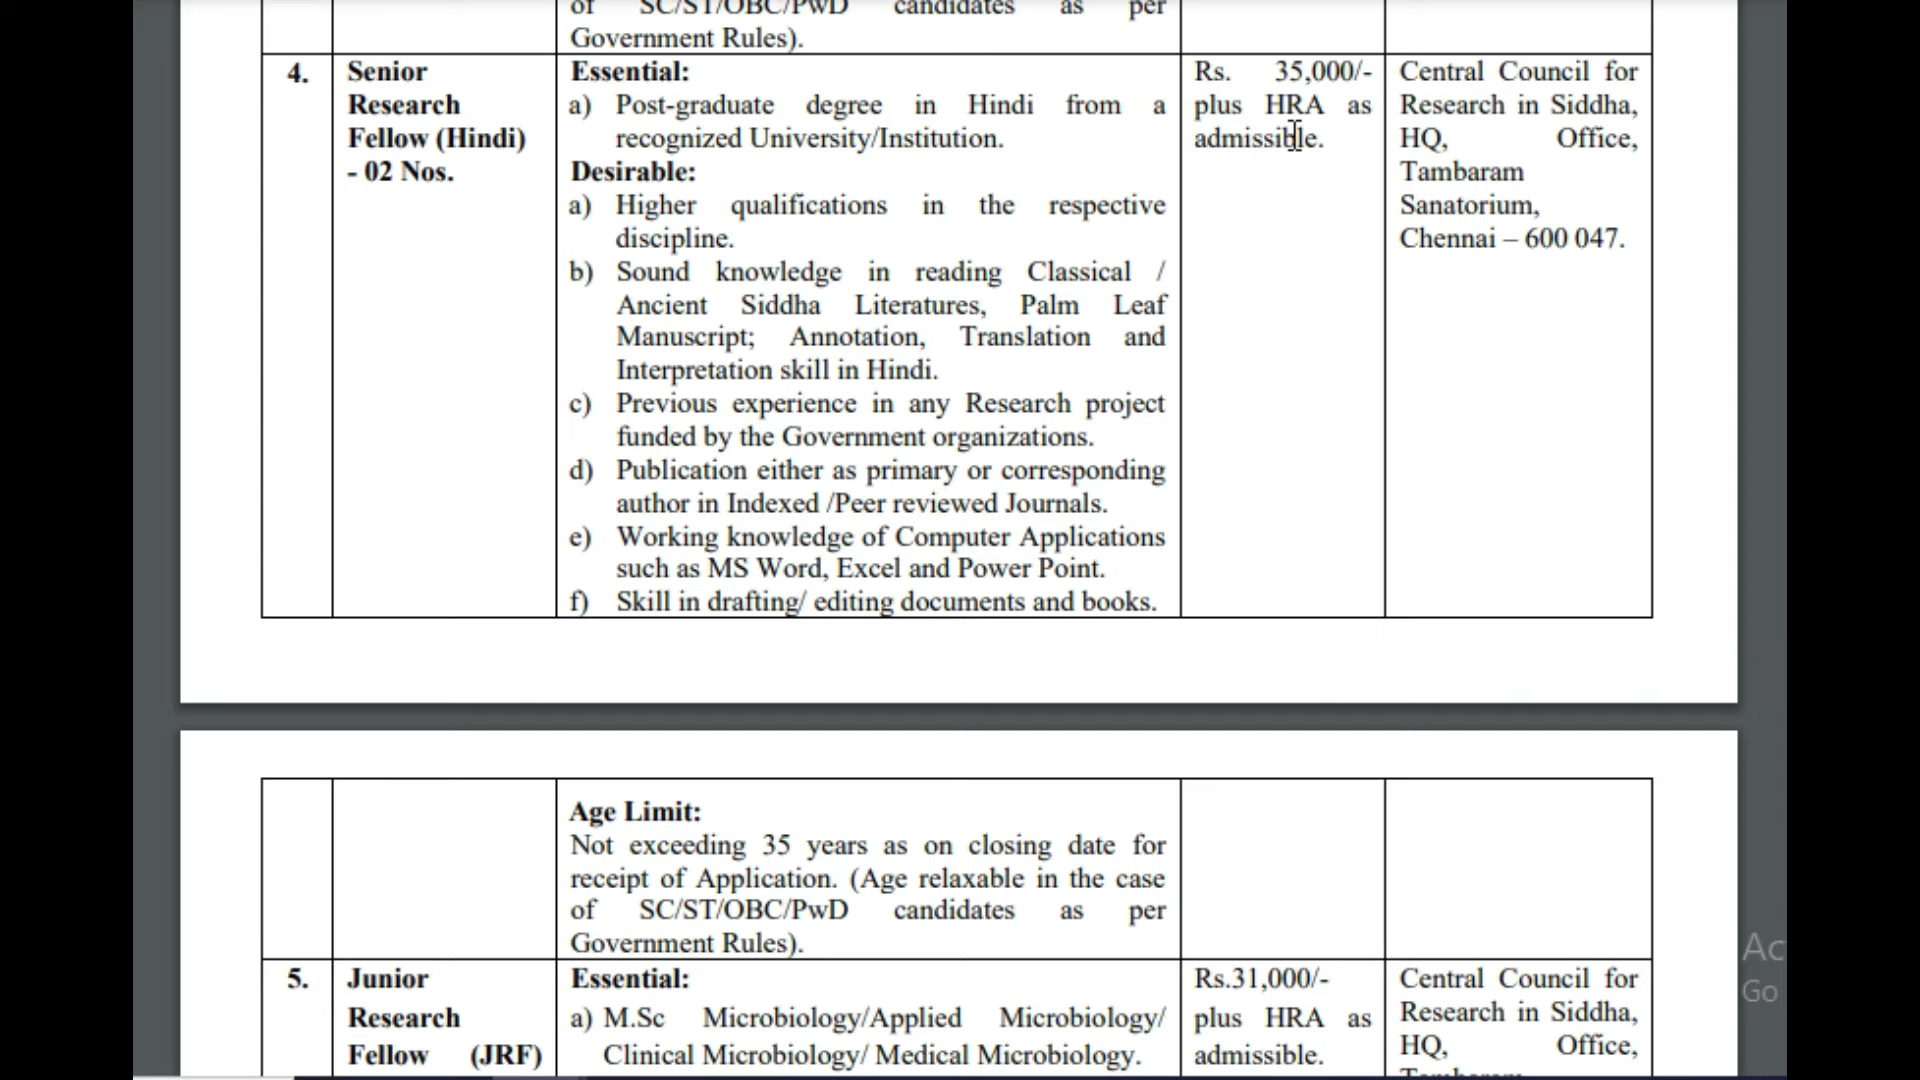 of SC/ST/OBC/PwD candidates as per
Government Rules).
4.
Senior
Research
Fellow (Hindi)
- 02 Nos.
Essential:
a) Post-graduate degree in Hindi from a
recognized University/Institution.
Desirable:
a) Higher qualifications in the respective
discipline.
b) Sound knowledge in reading Classical /
Ancient Siddha Literatures, Palm Leaf
Manuscript; Annotation, Translation and
Interpretation skill in Hindi.
c) Previous experience in any Research project
funded by the Government organizations.
d) Publication either as primary or corresponding
author in Indexed /Peer reviewed Journals.
e) Working knowledge of Computer Applications
such as MS Word, Excel and Power Point.
f) Skill in drafting/ editing documents and books.
Rs. 35,000/-
plus HRA as
admissible.
Central Council for
Research in Siddha,
HQ, Office,
Tambaram
Sanatorium,
Chennai – 600 047.
Age Limit:
Not exceeding 35 years as on closing date for
receipt of Application. (Age relaxable in the case
of SC/ST/OBC/PwD candidates as per
Government Rules).
5.
Junior
Research
Fellow (JRF)
Essential:
a) M.Sc Microbiology/Applied Microbiology/
Clinical Microbiology/ Medical Microbiology.
Rs.31,000/-
plus HRA as
admissible.
Central Council for
Research in Siddha,
HQ, Office,
Ac
Go